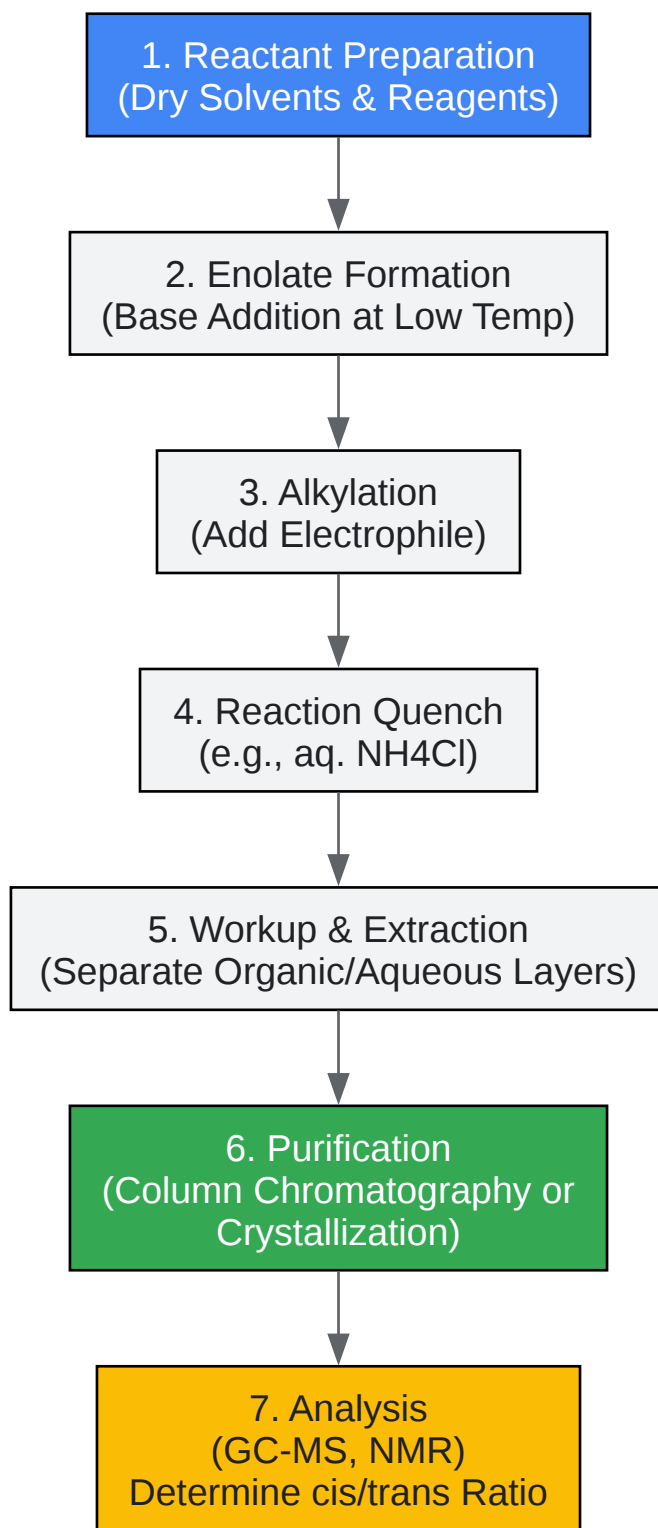 1. Reactant Preparation
(Dry Solvents & Reagents)
2. Enolate Formation
(Base Addition at Low Temp)
3. Alkylation
(Add Electrophile)
4. Reaction Quench
(e.g., aq. NH4Cl)
5. Workup & Extraction
(Separate Organic/Aqueous Layers)
6. Purification
(Column Chromatography or
Crystallization)
7. Analysis
(GC-MS, NMR)
Determine cis/trans Ratio